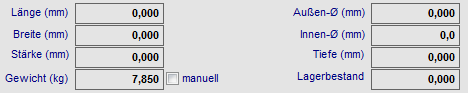 Länge (mm) 0,000 Außen-Ø (mm) 0,000
Breite (mm) 0,000 Innen-Ø (mm) 0,0
Stärke (mm) 0,000 Tiefe (mm) 0,000
Gewicht (kg) 7,850 manuell Lagerbestand 0,000